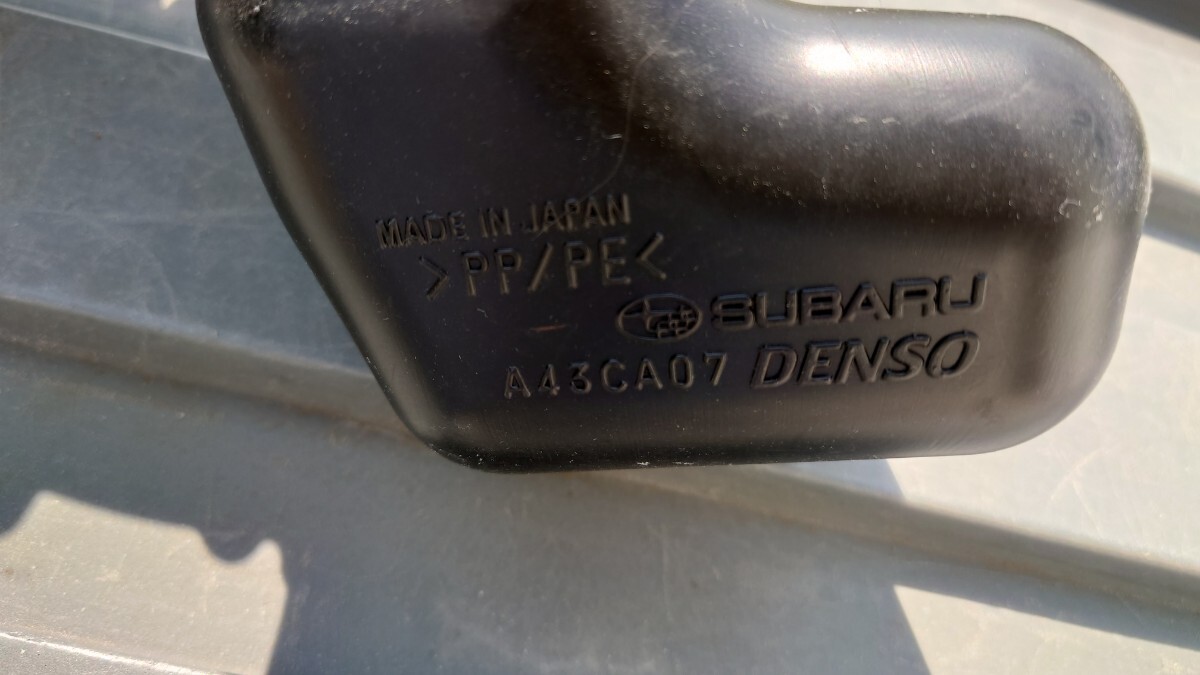 MADE IN JAPAN
>PP/PE<
SUBARU
A43CA07 DENSO